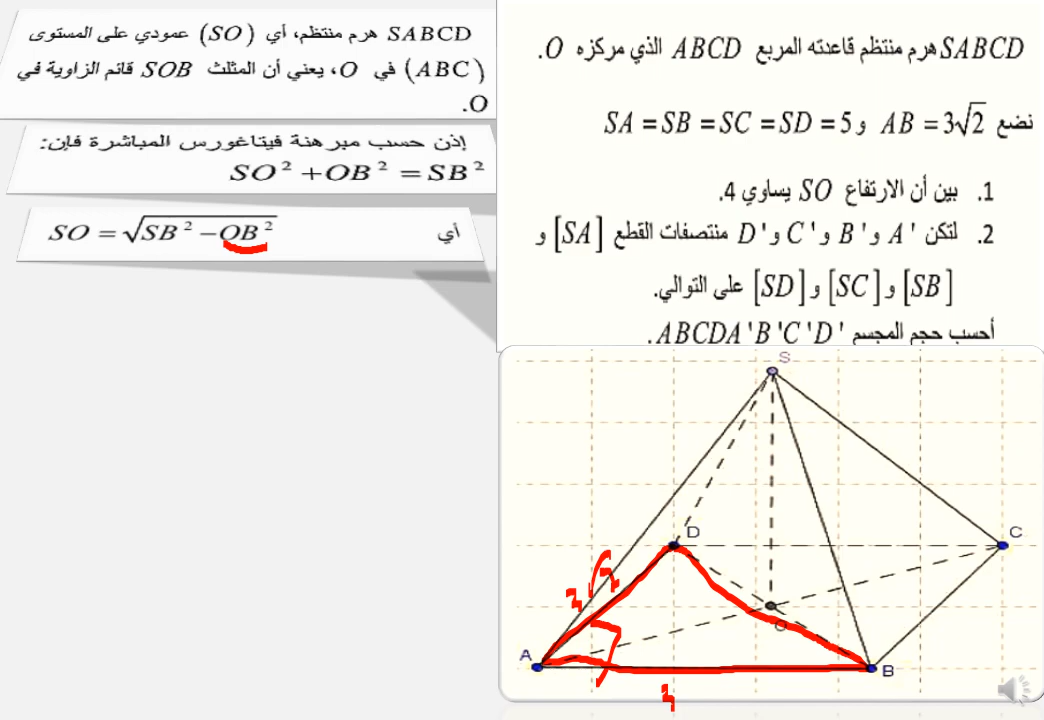 SABCD هرم منتظم قاعدته المربع ABCD الذي مركزه O.
نضع AB = 3√2 و SA = SB = SC = SD = 5
1. بين أن الارتفاع SO يساوي 4.
2. لتكن A' و B' و C' و D' منتصفات القطع [SA] و
[SB] و [SC] و [SD] على التوالي.
أحسب حجم المجسم ABCDA'B'C'D'.
SABCD هرم منتظم، أي (SO) عمودي على المستوى
(ABC) في O، يعني أن المثلث SOB قائم الزاوية في
O.
إذن حسب مبرهنة فيتاغورس المباشرة فإن:
SO² + OB² = SB²
أي SO = √(SB² − OB²)
S
D
C
O
A
B